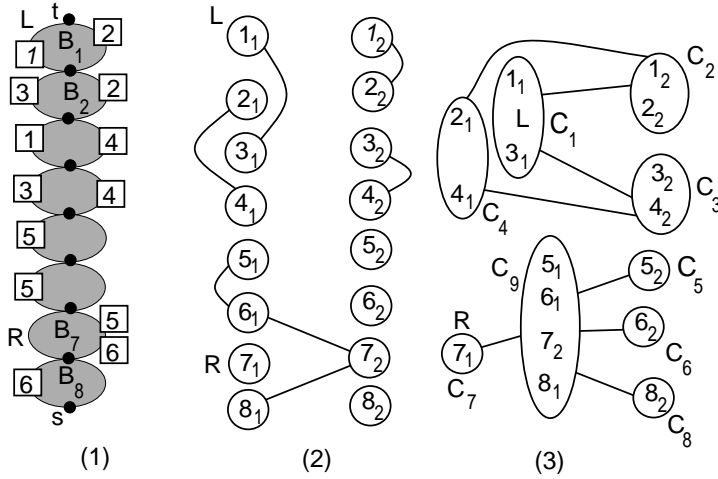 L t
1 B1 2
3 B2 2
1 4
3 4
5
5
R B7 5
6
6 B8
s
(1)
L 11 12
21 22
31 32
41 42
51 52
61 62
R 71 72
81 82
(2)
C2
11 12
21 L 22
C1
31 32
41 42 C3
C4
C9 51 52 C5
61
R 62
71 72 C6
C7 81 82
C8
(3)